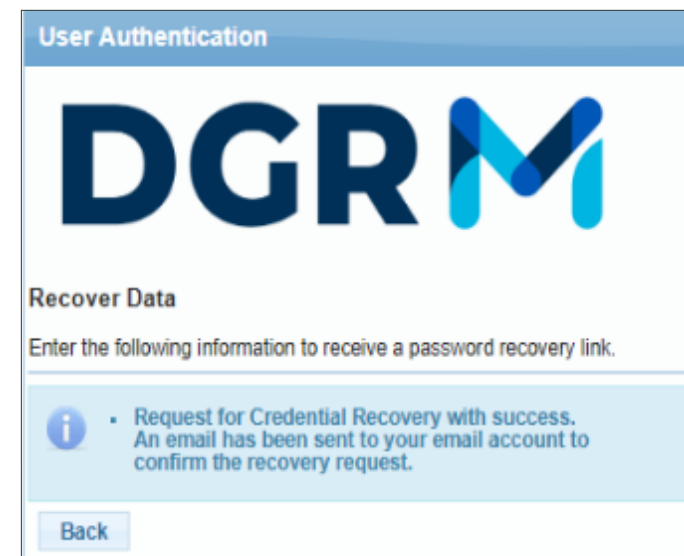 User Authentication
DGRM
Recover Data
Enter the following information to receive a password recovery link.
Request for Credential Recovery with success.
An email has been sent to your email account to
confirm the recovery request.
Back